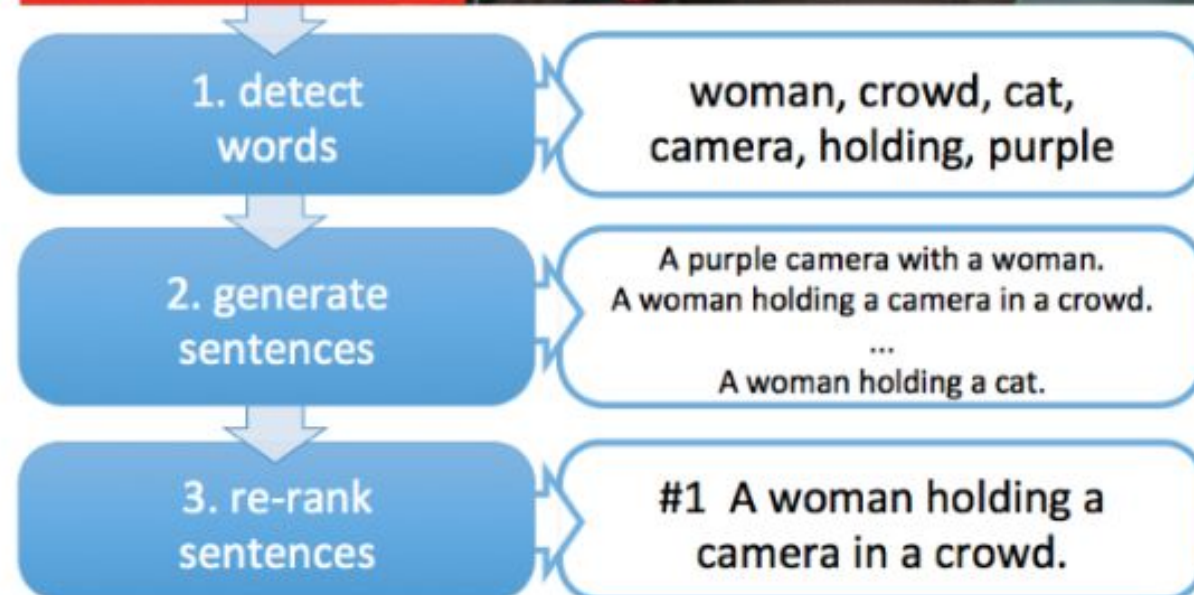 1. detect
words
woman, crowd, cat,
camera, holding, purple
2. generate
sentences
A purple camera with a woman.
A woman holding a camera in a crowd.
...
A woman holding a cat.
3. re-rank
sentences
#1 A woman holding a
camera in a crowd.